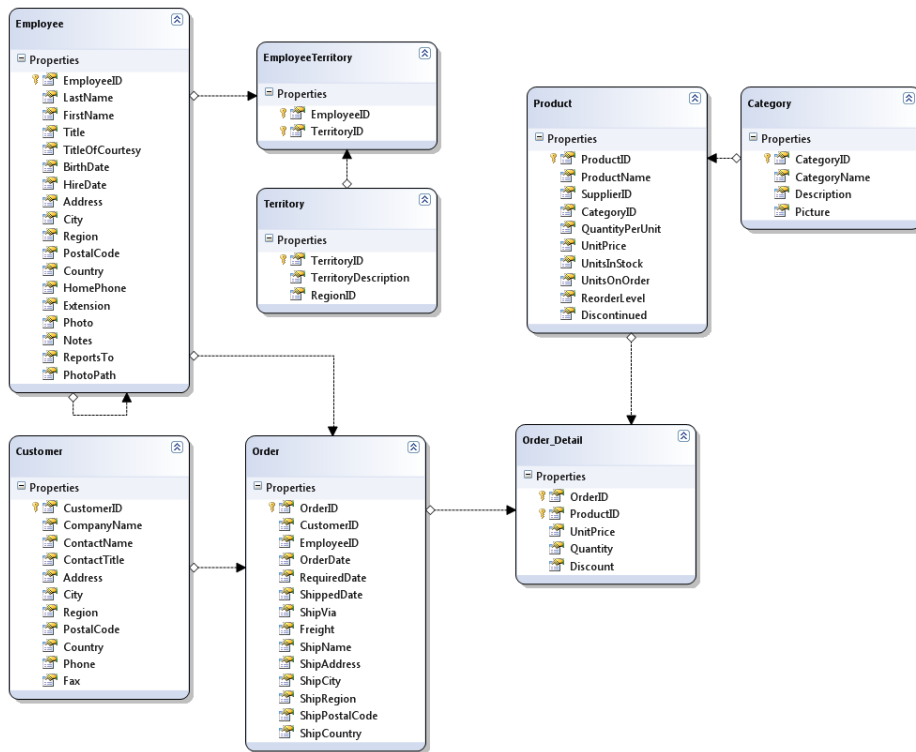 Employee
Properties
EmployeeID
LastName
FirstName
Title
TitleOfCourtesy
BirthDate
HireDate
Address
City
Region
PostalCode
Country
HomePhone
Extension
Photo
Notes
ReportsTo
PhotoPath
EmployeeTerritory
Properties
EmployeeID
TerritoryID
Territory
Properties
TerritoryID
TerritoryDescription
RegionID
Product
Properties
ProductID
ProductName
SupplierID
CategoryID
QuantityPerUnit
UnitPrice
UnitsInStock
UnitsOnOrder
ReorderLevel
Discontinued
Category
Properties
CategoryID
CategoryName
Description
Picture
Customer
Properties
CustomerID
CompanyName
ContactName
ContactTitle
Address
City
Region
PostalCode
Country
Phone
Fax
Order
Properties
OrderID
CustomerID
EmployeeID
OrderDate
RequiredDate
ShippedDate
ShipVia
Freight
ShipName
ShipAddress
ShipCity
ShipRegion
ShipPostalCode
ShipCountry
Order_Detail
Properties
OrderID
ProductID
UnitPrice
Quantity
Discount